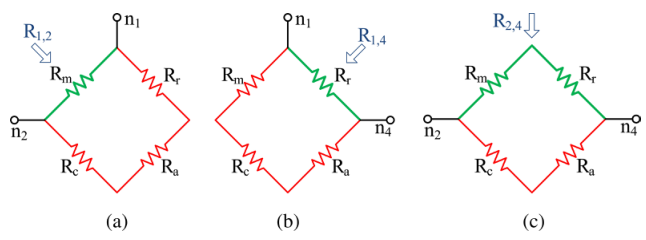 n1 n1
R1,2 R1,4 R2,4
Rm Rr Rm Rr Rm Rr
n2 n4 n2 n4
Rc Ra Rc Ra Rc Ra
(a) (b) (c)